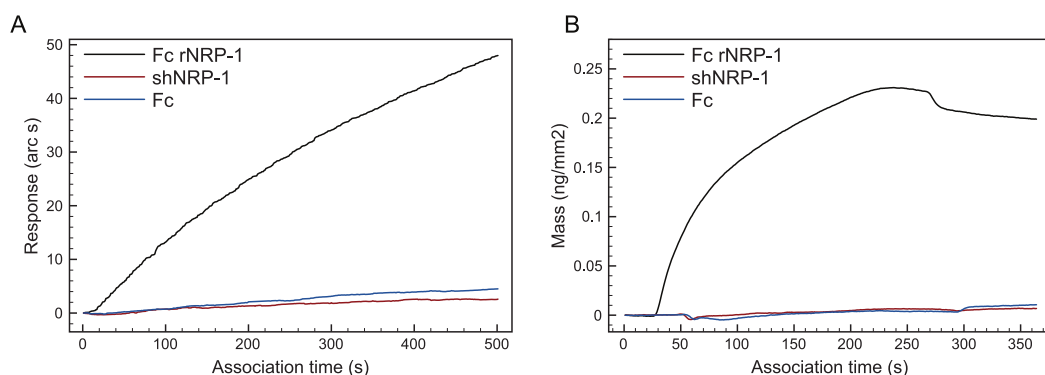 A
Response (arc s)
50
40
30
20
10
0
Fc rNRP-1
shNRP-1
Fc
0
100
200
300
400
500
Association time (s)
B
Mass (ng/mm2)
0.25
0.2
0.15
0.1
0.05
0
Fc rNRP-1
shNRP-1
Fc
0
50
100
150
200
250
300
350
Association time (s)